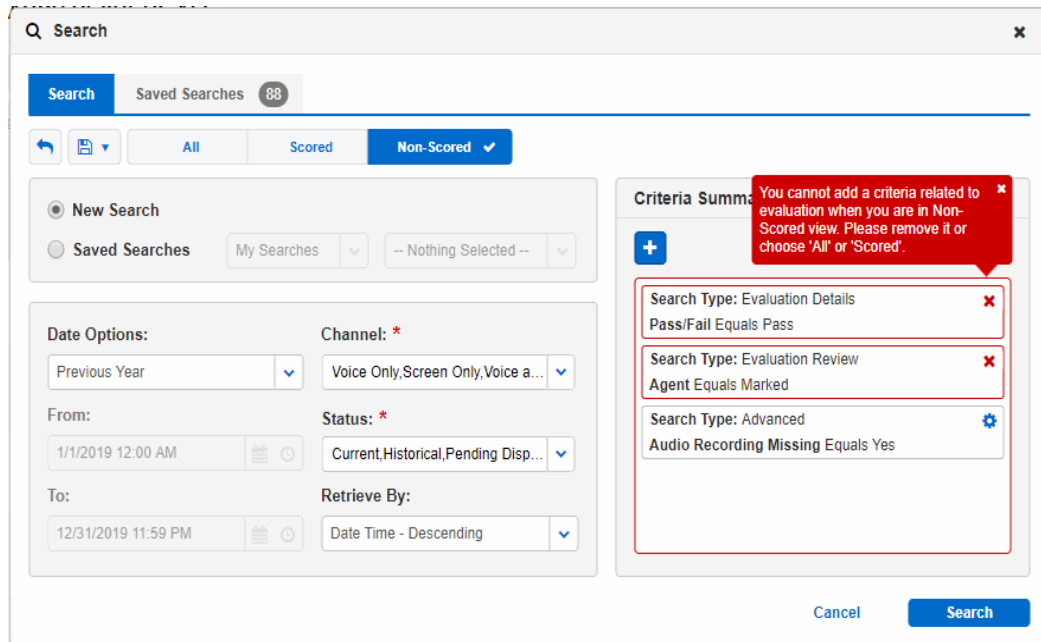 Search
Search
Saved Searches 88
All
Scored
Non-Scored
New Search
Saved Searches
My Searches
-- Nothing Selected --
Date Options:
Previous Year
From:
1/1/2019 12:00 AM
To:
12/31/2019 11:59 PM
Channel: *
Voice Only,Screen Only,Voice a...
Status: *
Current,Historical,Pending Disp...
Retrieve By:
Date Time - Descending
Criteria Summa
You cannot add a criteria related to
evaluation when you are in Non-
Scored view. Please remove it or
choose 'All' or 'Scored'.
Search Type: Evaluation Details
Pass/Fail Equals Pass
Search Type: Evaluation Review
Agent Equals Marked
Search Type: Advanced
Audio Recording Missing Equals Yes
Cancel
Search